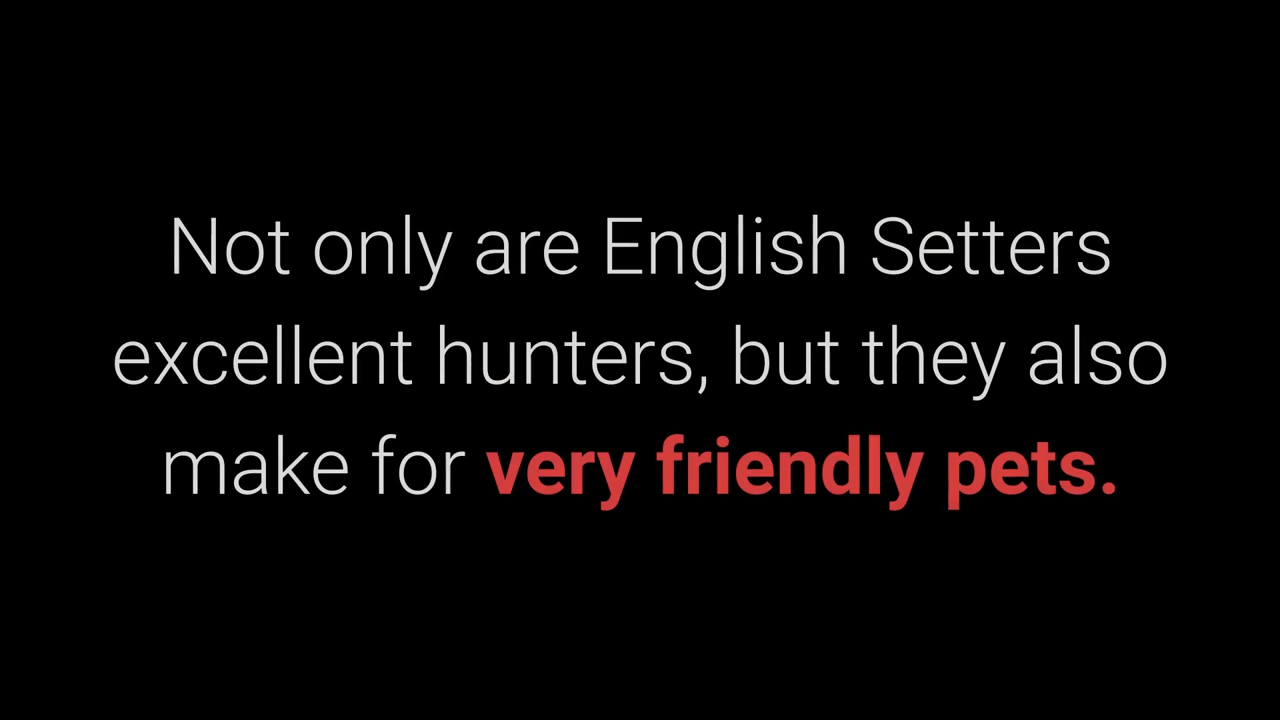 Not only are English Setters
excellent hunters, but they also
make for very friendly pets.